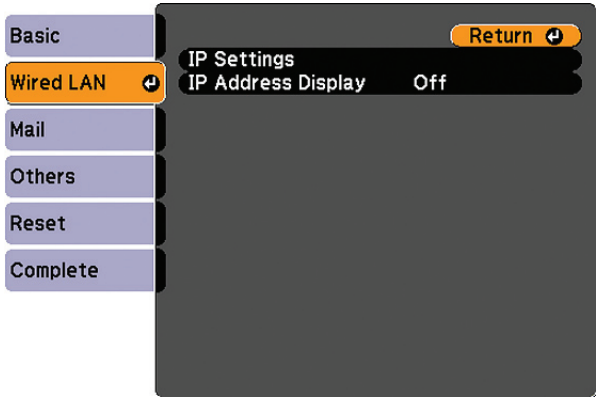 Basic
Wired LAN
Mail
Others
Reset
Complete
Return
IP Settings
IP Address Display Off